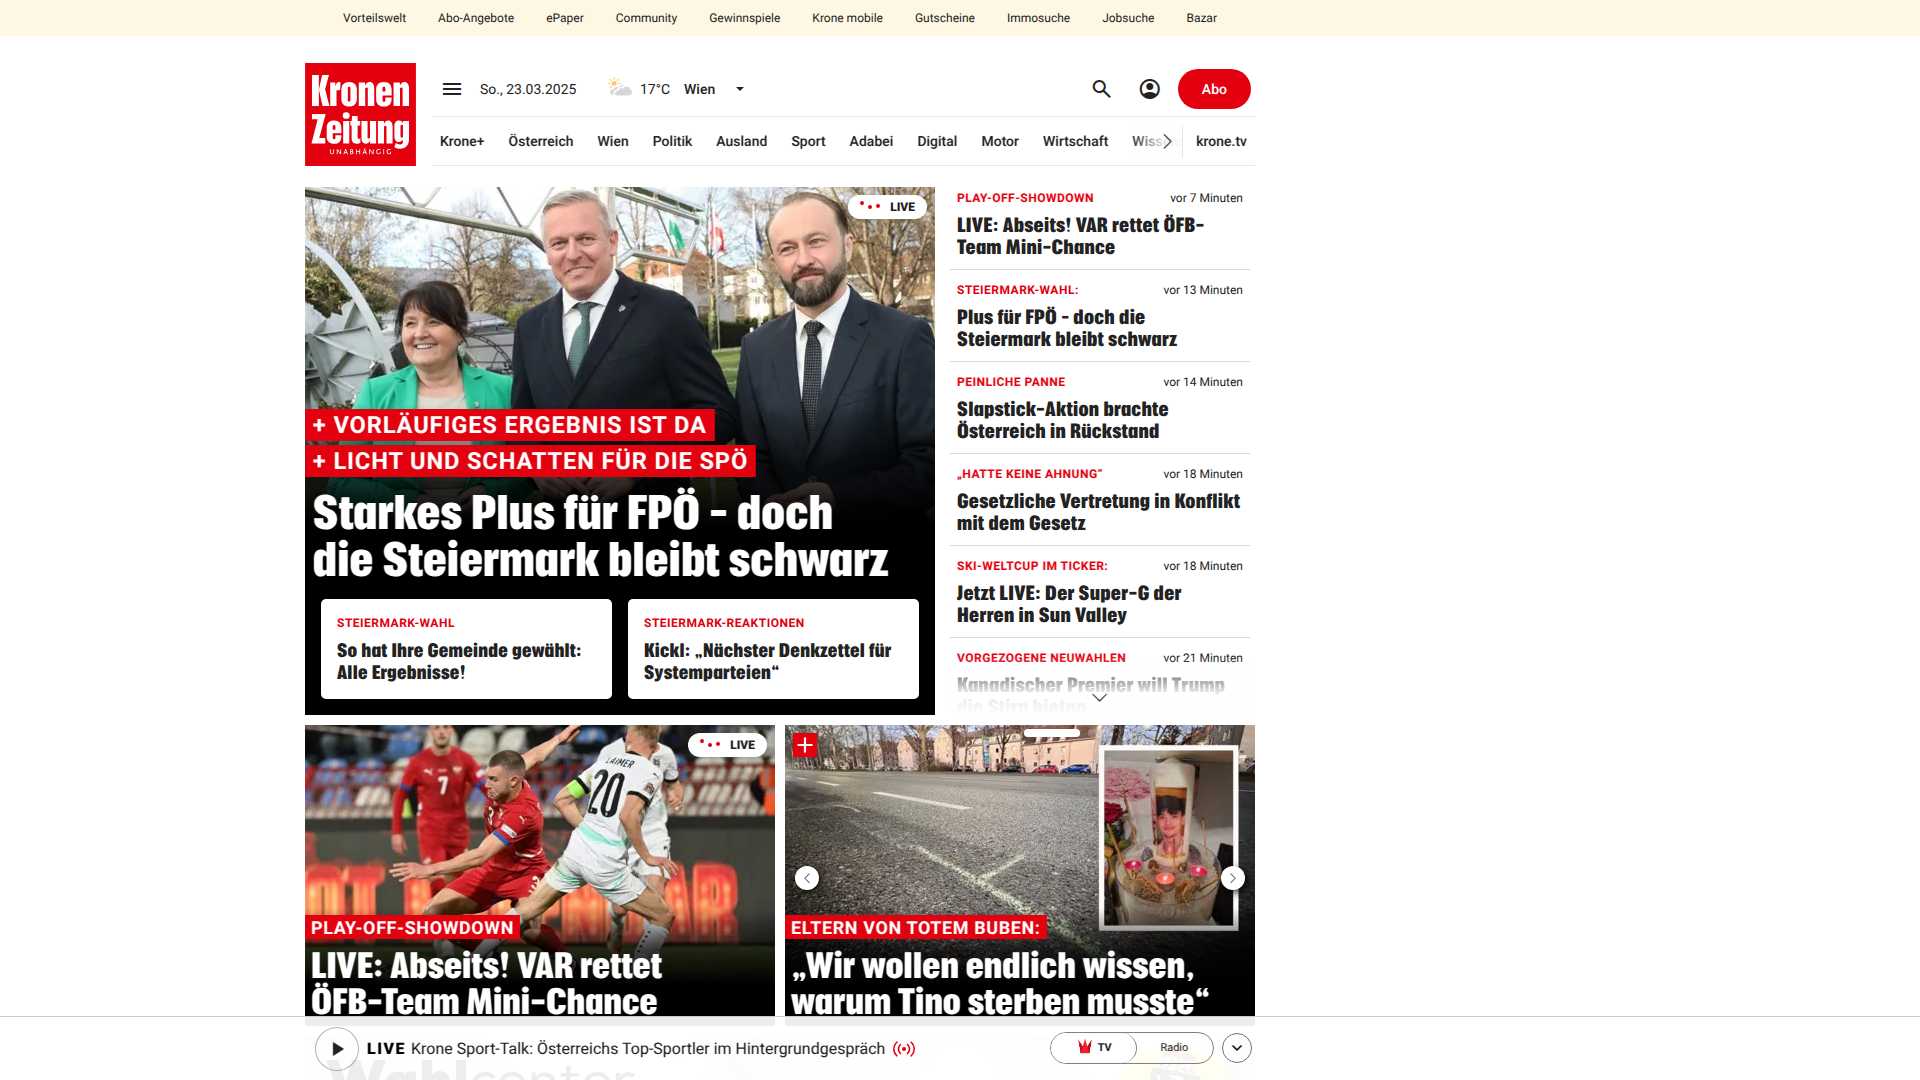 Vorteilswelt Abo-Angebote ePaper Community Gewinnspiele Krone mobile Gutscheine Immosuche Jobsuche Bazar
Kronen
Zeitung
UNABHÄNGIG
So., 23.03.2025 17°C Wien
Abo
Krone+ Österreich Wien Politik Ausland Sport Adabei Digital Motor Wirtschaft Wiss krone.tv
LIVE
+ VORLÄUFIGES ERGEBNIS IST DA
+ LICHT UND SCHATTEN FÜR DIE SPÖ
Starkes Plus für FPÖ – doch
die Steiermark bleibt schwarz
STEIERMARK-WAHL
So hat Ihre Gemeinde gewählt:
Alle Ergebnisse!
STEIERMARK-REAKTIONEN
Kickl: „Nächster Denkzettel für
Systemparteien“
PLAY-OFF-SHOWDOWN vor 7 Minuten
LIVE: Abseits! VAR rettet ÖFB-
Team Mini-Chance
STEIERMARK-WAHL: vor 13 Minuten
Plus für FPÖ – doch die
Steiermark bleibt schwarz
PEINLICHE PANNE vor 14 Minuten
Slapstick-Aktion brachte
Österreich in Rückstand
„HATTE KEINE AHNUNG“ vor 18 Minuten
Gesetzliche Vertretung in Konflikt
mit dem Gesetz
SKI-WELTCUP IM TICKER: vor 18 Minuten
Jetzt LIVE: Der Super-G der
Herren in Sun Valley
VORGEZOGENE NEUWAHLEN vor 21 Minuten
Kanadischer Premier will Trump
die Stirn bieten
LIVE
7
LAIMER
20
PLAY-OFF-SHOWDOWN
LIVE: Abseits! VAR rettet
ÖFB-Team Mini-Chance
ELTERN VON TOTEM BUBEN:
„Wir wollen endlich wissen,
warum Tino sterben musste“
LIVE Krone Sport-Talk: Österreichs Top-Sportler im Hintergrundgespräch
TV Radio
Wahlcenter